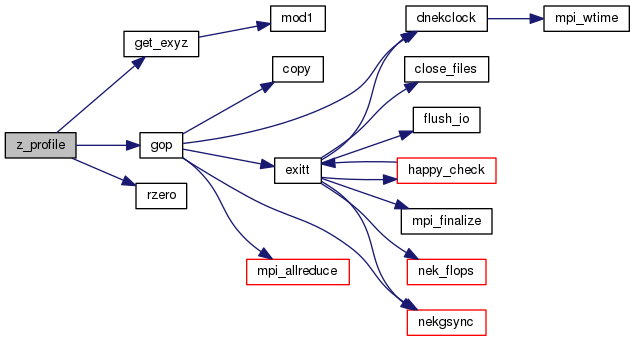 z_profile
get_exyz
mod1
gop
copy
rzero
exitt
mpi_allreduce
dnekclock
mpi_wtime
close_files
flush_io
happy_check
mpi_finalize
nek_flops
nekgsync